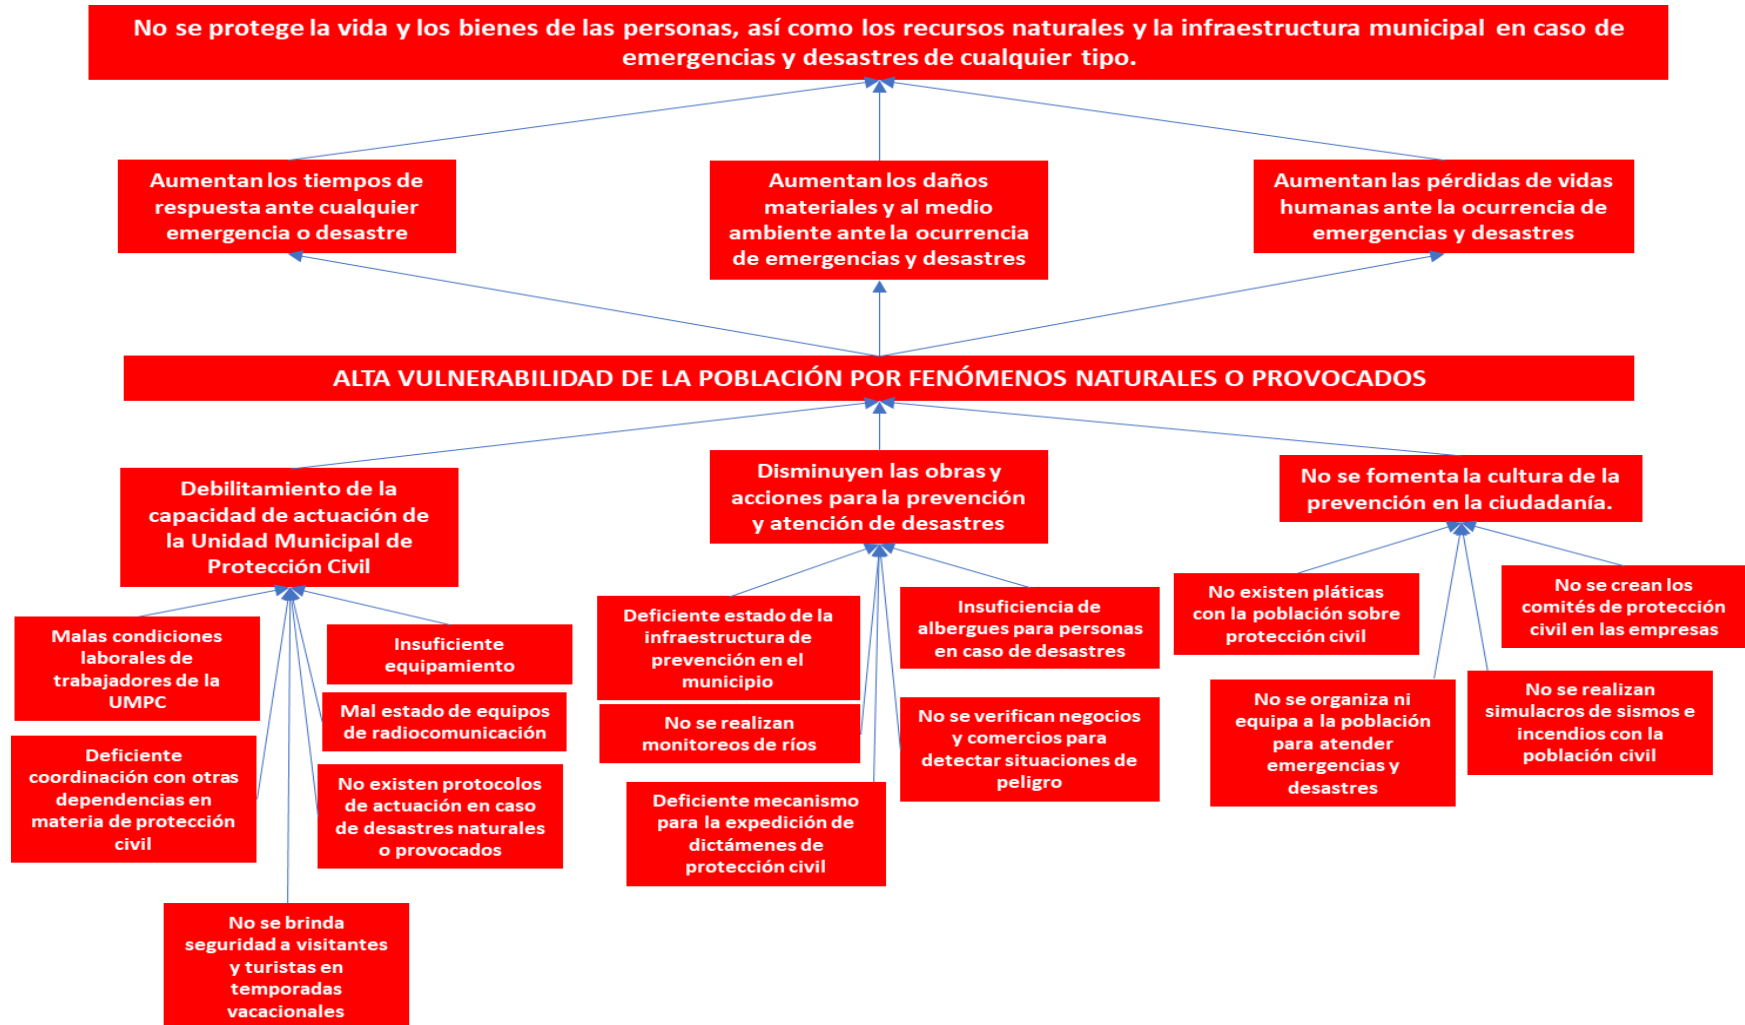 No se protege la vida y los bienes de las personas, así como los recursos naturales y la infraestructura municipal en caso de
emergencias y desastres de cualquier tipo.
Aumentan los tiempos de
respuesta ante cualquier
emergencia o desastre
Aumentan los daños
materiales y al medio
ambiente ante la ocurrencia
de emergencias y desastres
Aumentan las pérdidas de vidas
humanas ante la ocurrencia de
emergencias y desastres
ALTA VULNERABILIDAD DE LA POBLACIÓN POR FENÓMENOS NATURALES O PROVOCADOS
Debilitamiento de la
capacidad de actuación de
la Unidad Municipal de
Protección Civil
Disminuyen las obras y
acciones para la prevención
y atención de desastres
No se fomenta la cultura de la
prevención en la ciudadanía.
Malas condiciones
laborales de
trabajadores de la
UMPC
Insuficiente
equipamiento
Mal estado de equipos
de radiocomunicación
Deficiente
coordinación con otras
dependencias en
materia de protección
civil
No existen protocolos
de actuación en caso
de desastres naturales
o provocados
No se brinda
seguridad a visitantes
y turistas en
temporadas
vacacionales
Deficiente estado de la
infraestructura de
prevención en el
municipio
Insuficiencia de
albergues para personas
en caso de desastres
No se realizan
monitoreos de ríos
No se verifican negocios
y comercios para
detectar situaciones de
peligro
Deficiente mecanismo
para la expedición de
dictámenes de
protección civil
No existen pláticas
con la población sobre
protección civil
No se crean los
comités de protección
civil en las empresas
No se organiza ni
equipa a la población
para atender
emergencias y
desastres
No se realizan
simulacros de sismos e
incendios con la
población civil